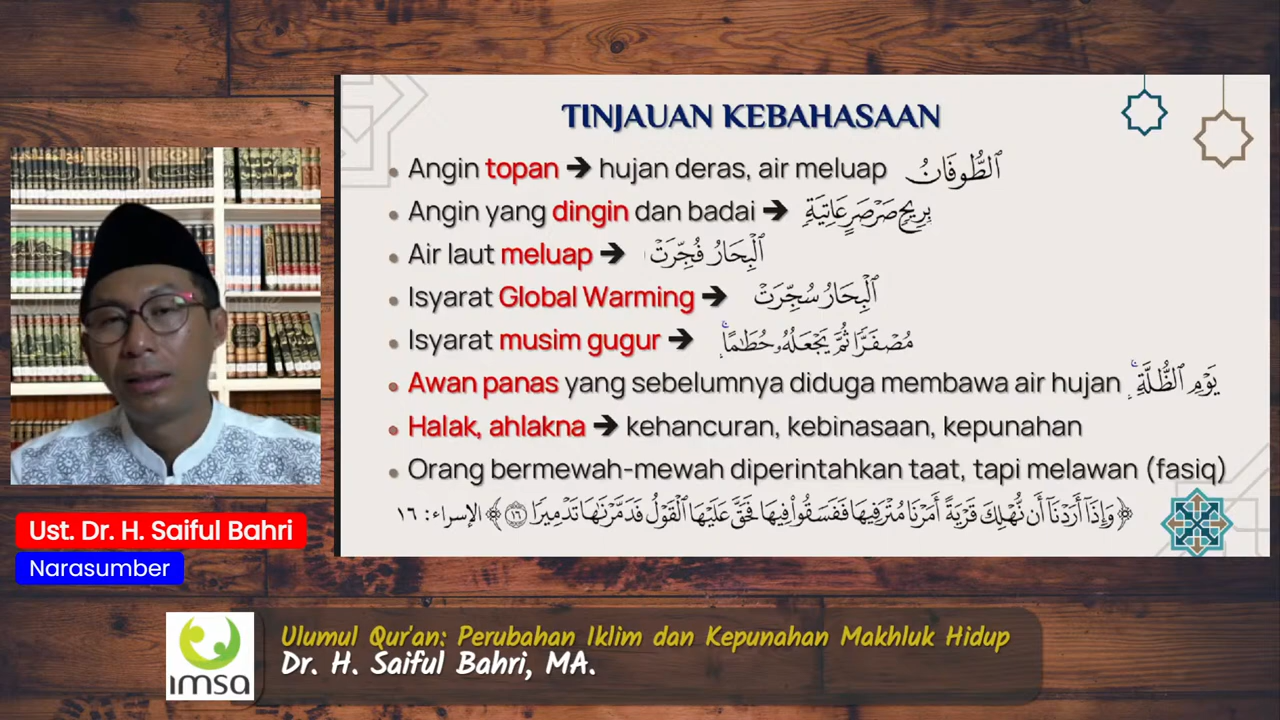 TINJAUAN KEBAHASAAN
• Angin topan ➔ hujan deras, air meluap ٱلطُّوفَانُ
• Angin yang dingin dan badai ➔ بِرِيحٍ صَرْصَرٍ عَاتِيَةٍ
• Air laut meluap ➔ ٱلْبِحَارُ فُجِّرَتْ
• Isyarat Global Warming ➔ ٱلْبِحَارُ سُجِّرَتْ
• Isyarat musim gugur ➔ مُصْفَرًّا ثُمَّ يَجْعَلُهُۥ حُطَٰمًا
• Awan panas yang sebelumnya diduga membawa air hujan يَوْمِ ٱلظُّلَّةِ
• Halak, ahlakna ➔ kehancuran, kebinasaan, kepunahan
• Orang bermewah-mewah diperintahkan taat, tapi melawan (fasiq)
﴿وَإِذَآ أَرَدْنَآ أَن نُّهْلِكَ قَرْيَةً أَمَرْنَا مُتْرَفِيهَا فَفَسَقُوا۟ فِيهَا فَحَقَّ عَلَيْهَا ٱلْقَوْلُ فَدَمَّرْنَٰهَا تَدْمِيرًا ١٦﴾ الإسراء: ١٦
Ust. Dr. H. Saiful Bahri
Narasumber
imsa
Ulumul Qur'an: Perubahan Iklim dan Kepunahan Makhluk Hidup
Dr. H. Saiful Bahri, MA.